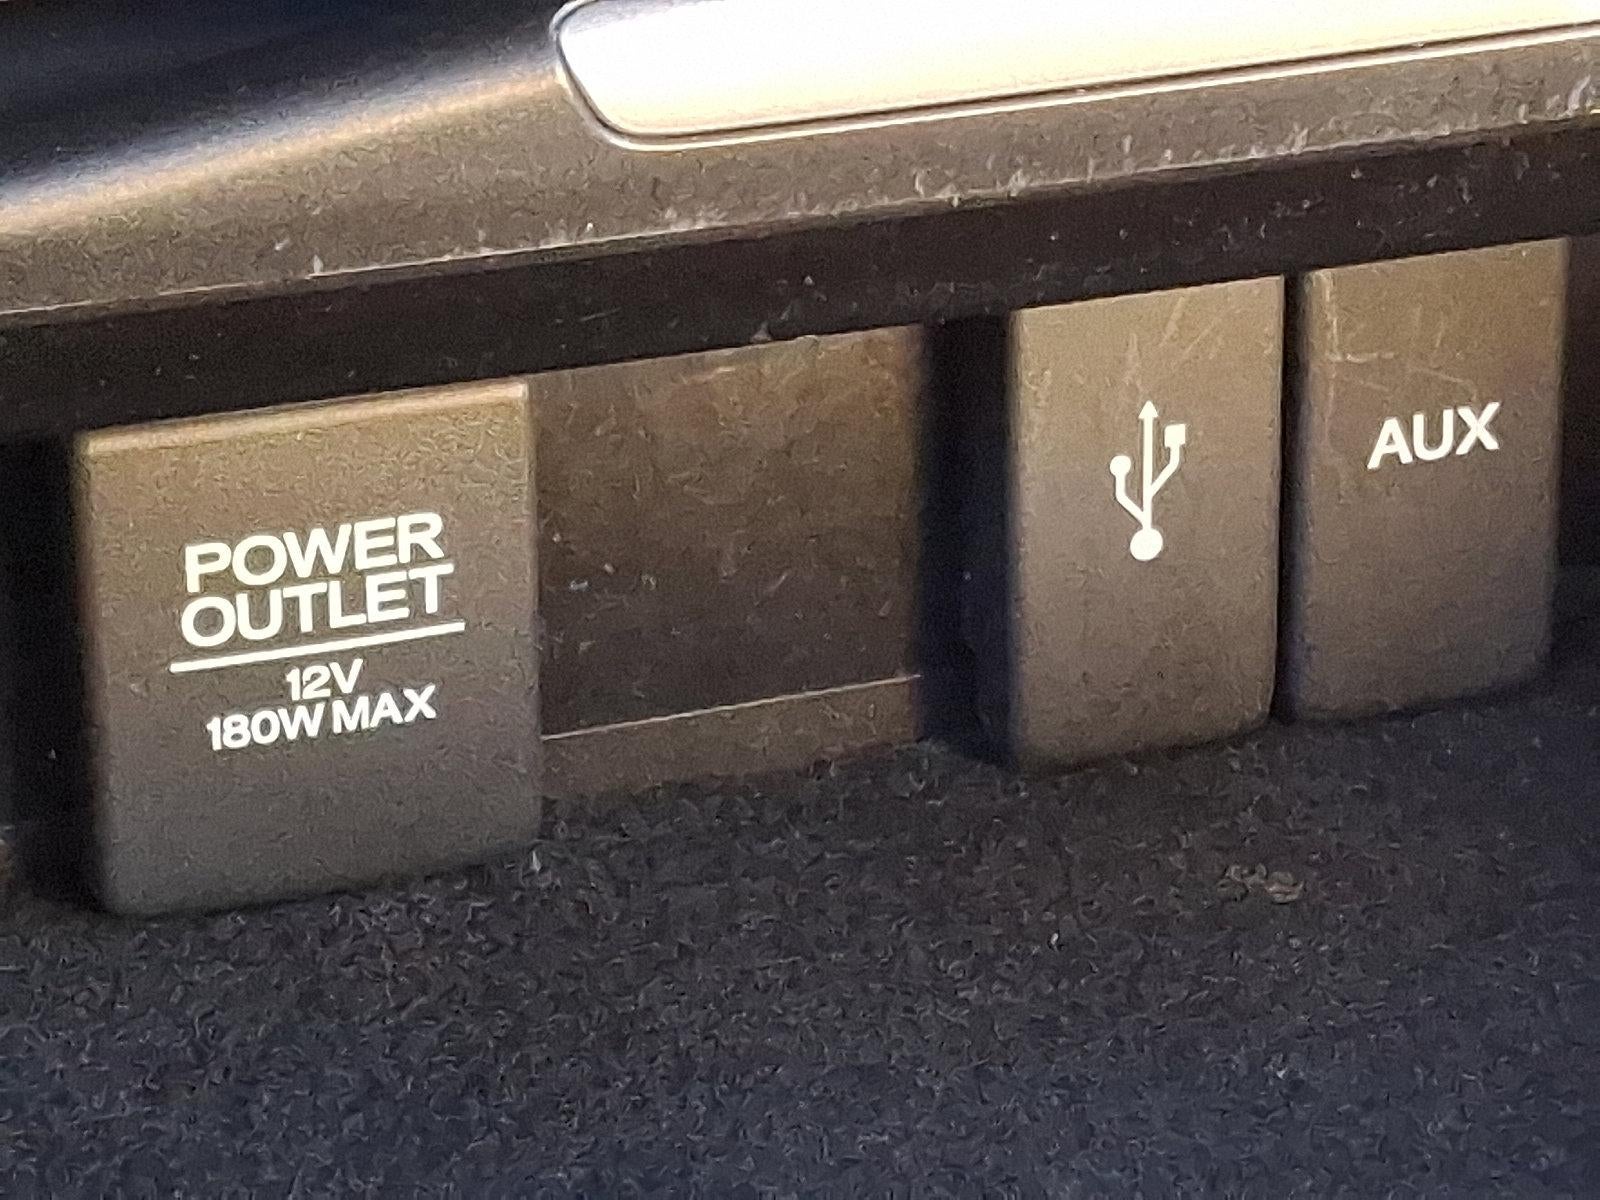 POWER
OUTLET
12V
180W MAX
AUX